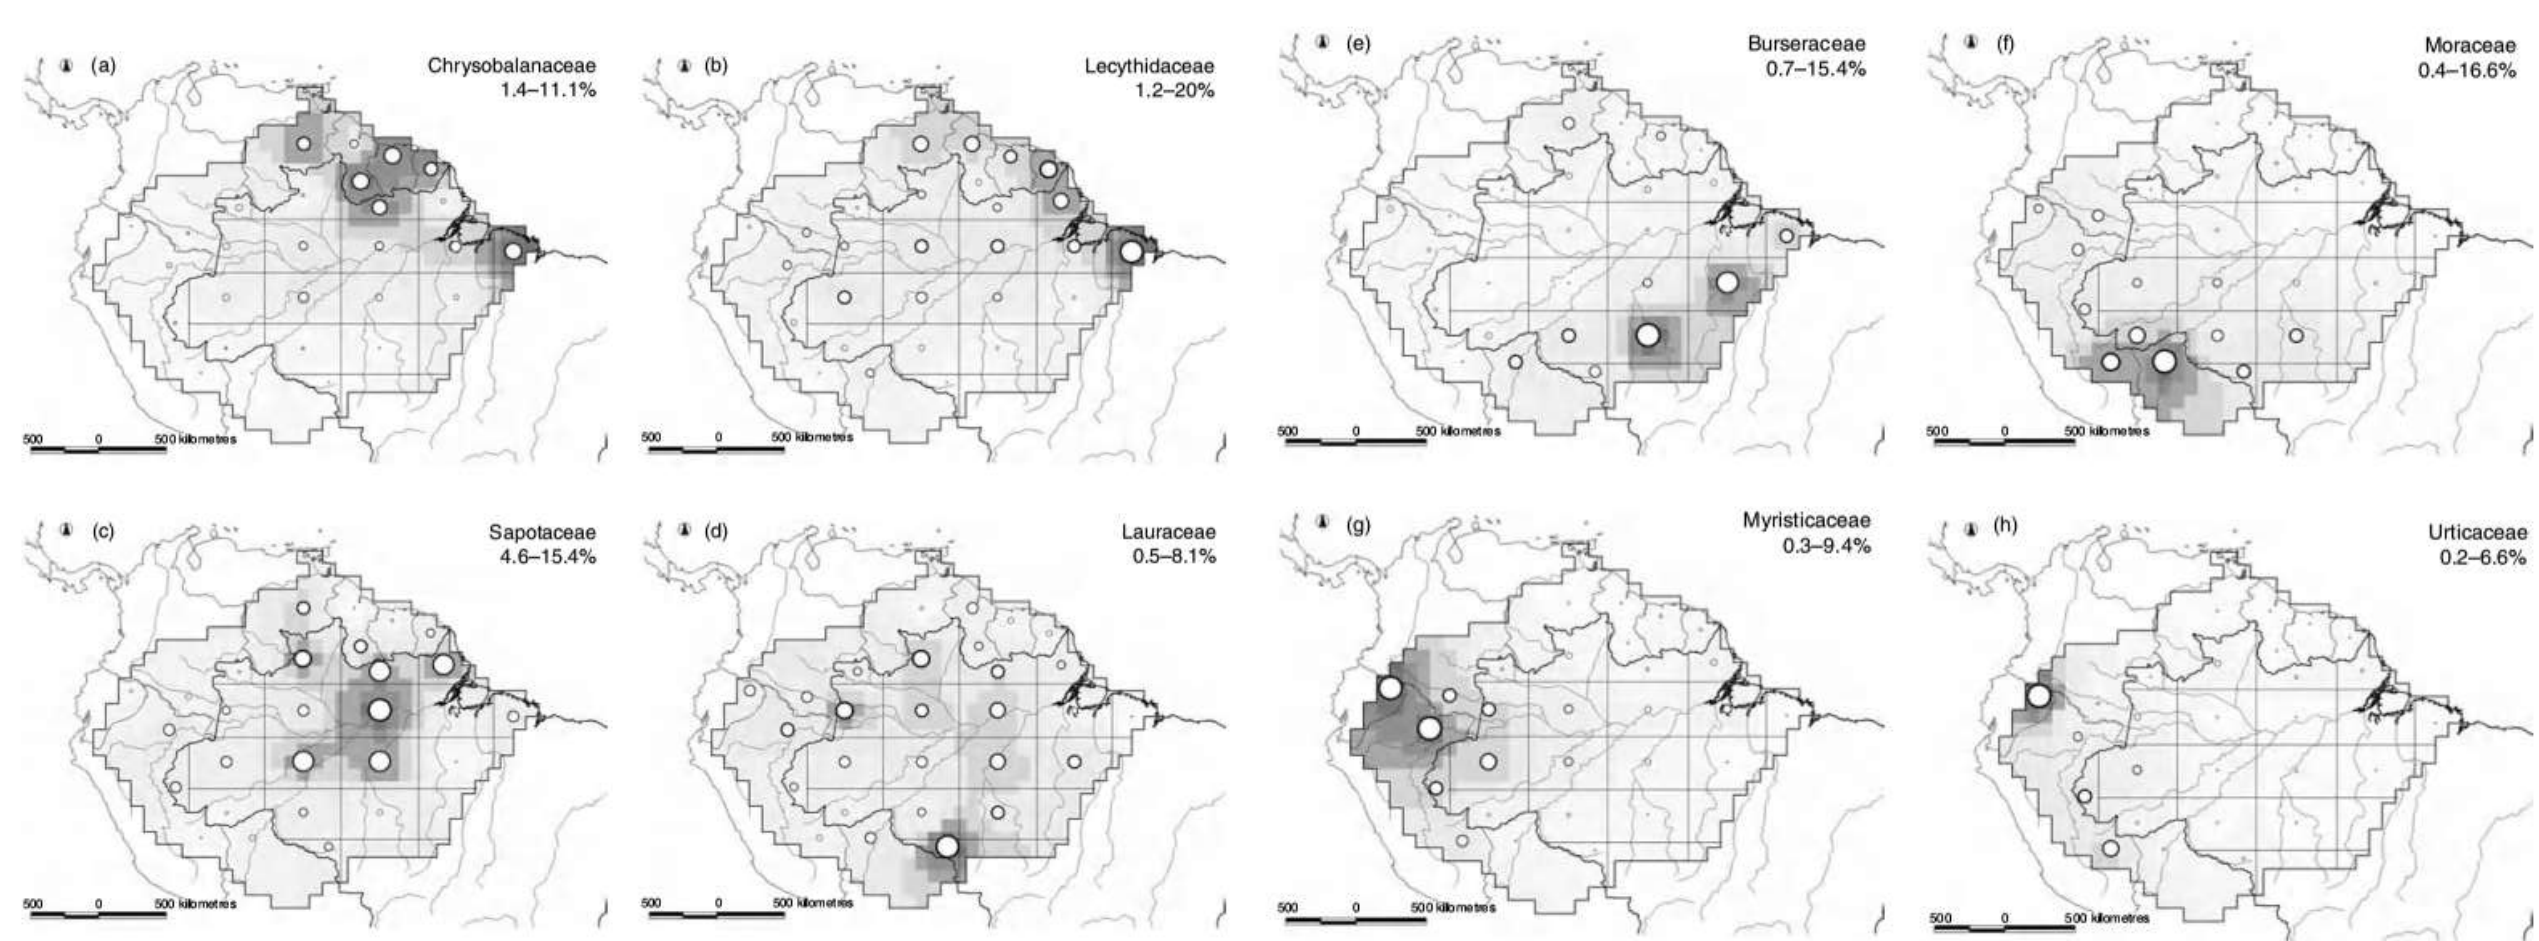 (a) Chrysobalanaceae
1.4–11.1%
500 0 500 kilometres
(b) Lecythidaceae
1.2–20%
500 0 500 kilometres
(e) Burseraceae
0.7–15.4%
500 0 500 kilometres
(f) Moraceae
0.4–16.6%
500 0 500 kilometres
(c) Sapotaceae
4.6–15.4%
500 0 500 kilometres
(d) Lauraceae
0.5–8.1%
500 0 500 kilometres
(g) Myristicaceae
0.3–9.4%
500 0 500 kilometres
(h) Urticaceae
0.2–6.6%
500 0 500 kilometres